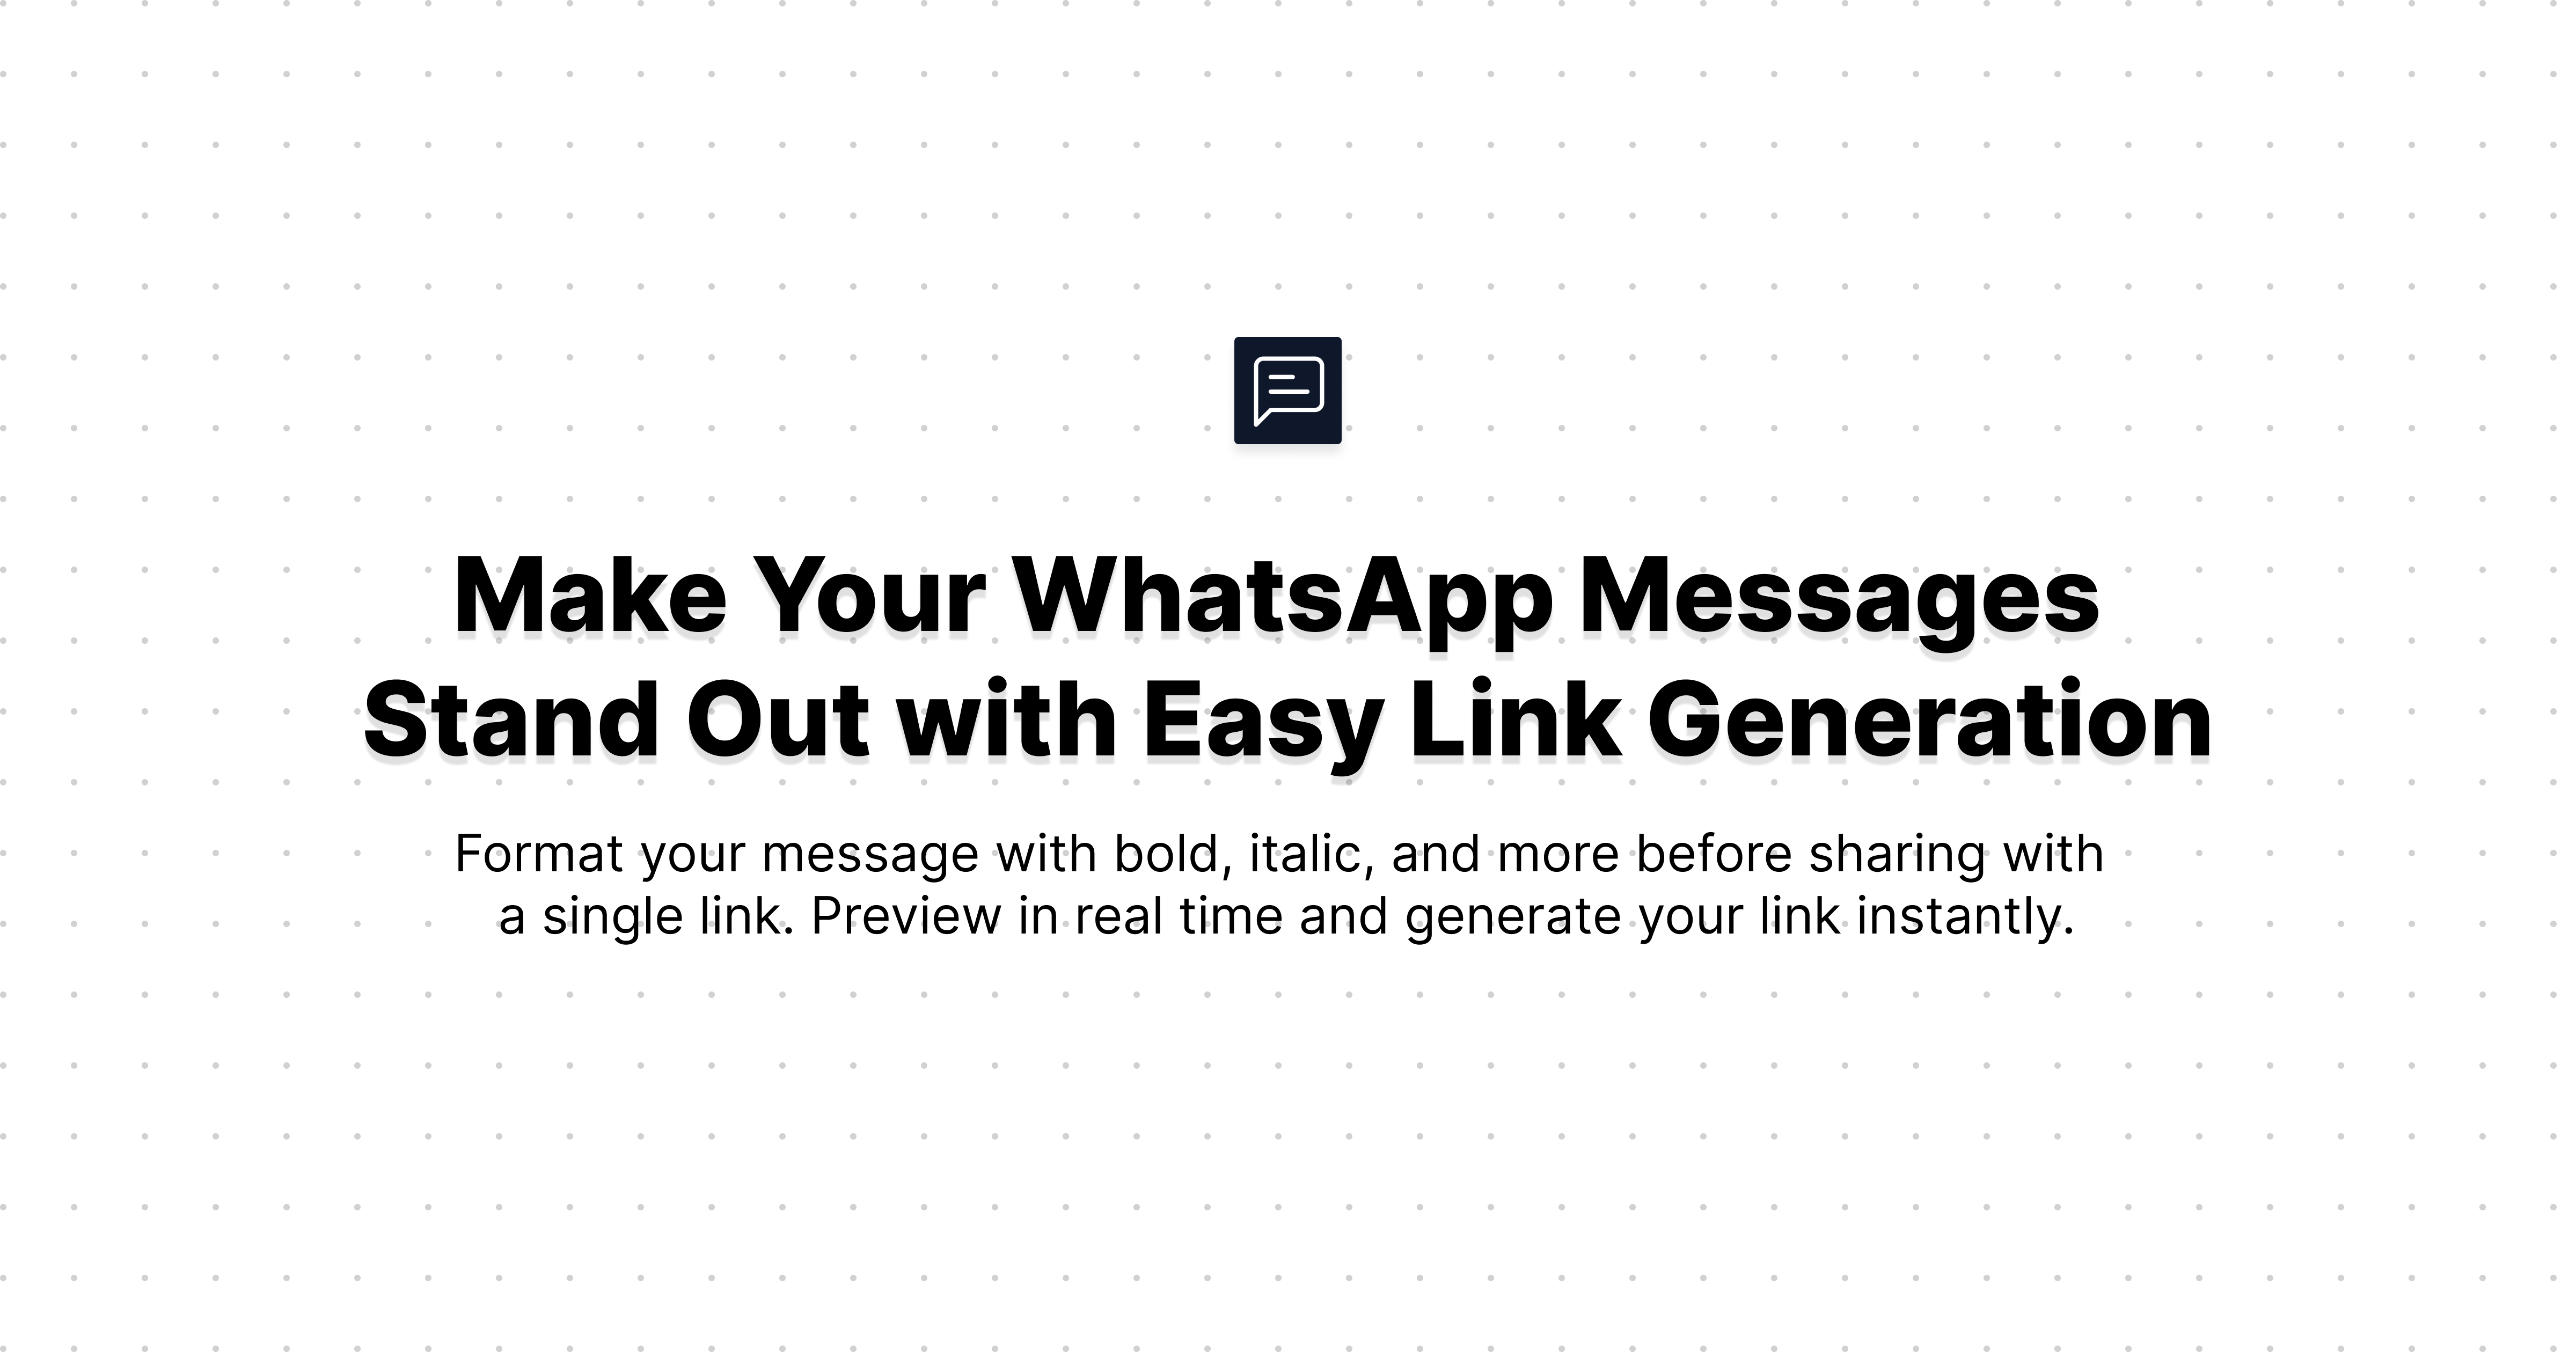 Make Your WhatsApp Messages
Stand Out with Easy Link Generation
Format your message with bold, italic, and more before sharing with
a single link. Preview in real time and generate your link instantly.